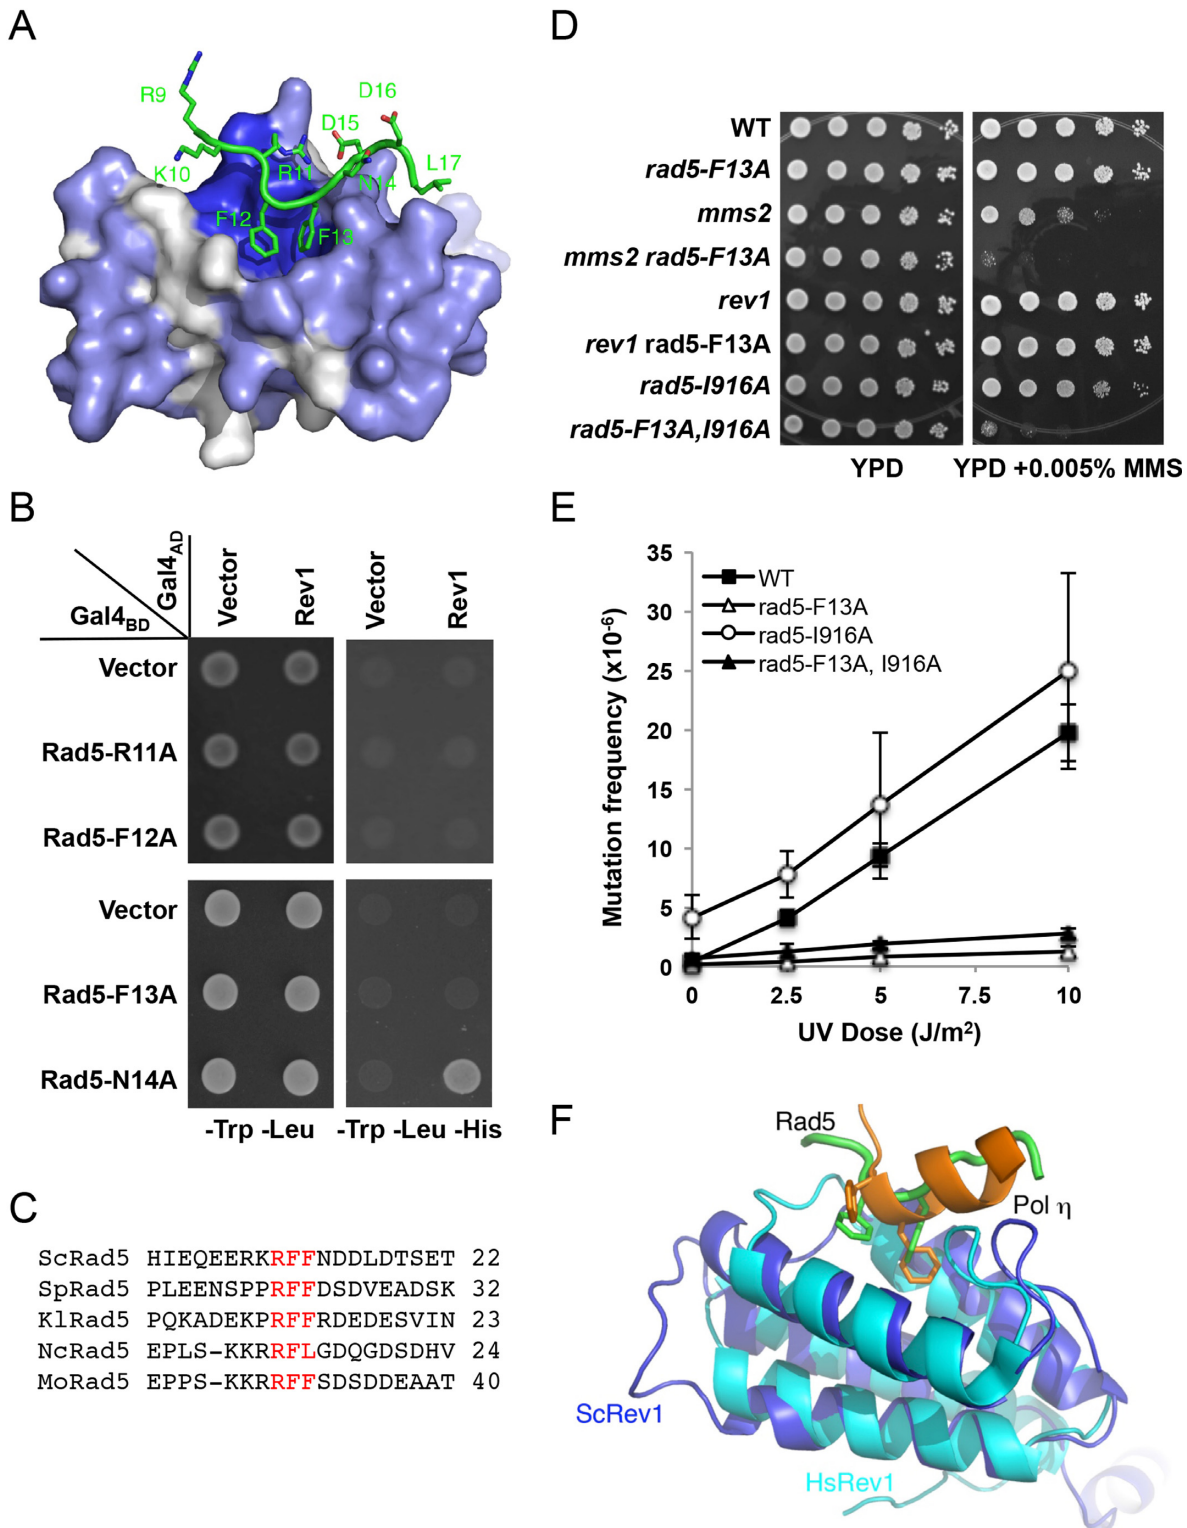 A
R9
K10
R11
F12
F13
N14
D15
D16
L17
B
Gal4AD
Gal4BD
Vector
Rev1
Vector
Rev1
Vector
Rad5-R11A
Rad5-F12A
Vector
Rad5-F13A
Rad5-N14A
-Trp -Leu
-Trp -Leu -His
C
ScRad5 HIEQEERKRFFNDDLDTSET 22
SpRad5 PLEENSPPRFFDSDVEADSK 32
KlRad5 PQKADEKPRFFRDEDESVIN 23
NcRad5 EPLS-KKRRFLGDQGDSDHV 24
MoRad5 EPPS-KKRRFFSDSDDEAAT 40
D
WT
rad5-F13A
mms2
mms2 rad5-F13A
rev1
rev1 rad5-F13A
rad5-I916A
rad5-F13A,I916A
YPD
YPD +0.005% MMS
E
Mutation frequency (x10-6)
35
30
25
20
15
10
5
0
WT
rad5-F13A
rad5-I916A
rad5-F13A, I916A
0
2.5
5
7.5
10
UV Dose (J/m2)
F
Rad5
Pol η
ScRev1
HsRev1